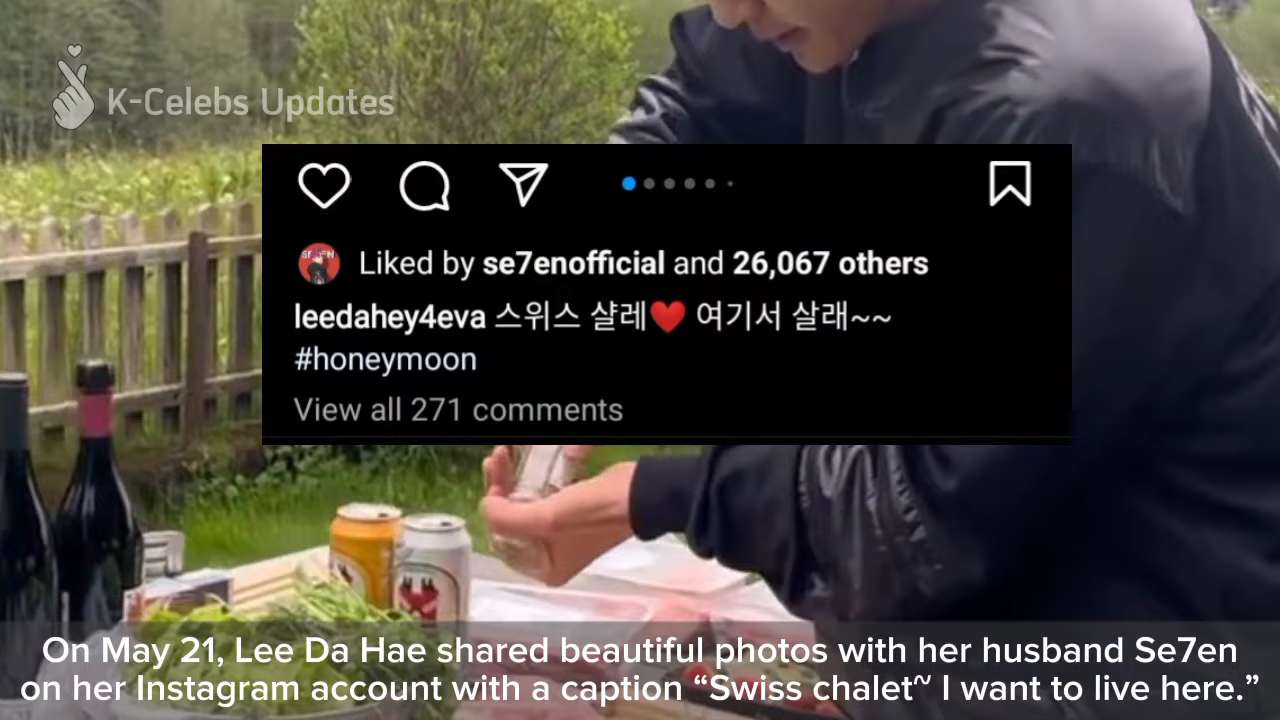 K-Celebs Updates
Liked by se7enofficial and 26,067 others
leedahey4eva 스위스 샬레❤️ 여기서 살래~~
#honeymoon
View all 271 comments
On May 21, Lee Da Hae shared beautiful photos with her husband Se7en
on her Instagram account with a caption “Swiss chalet~ I want to live here.”